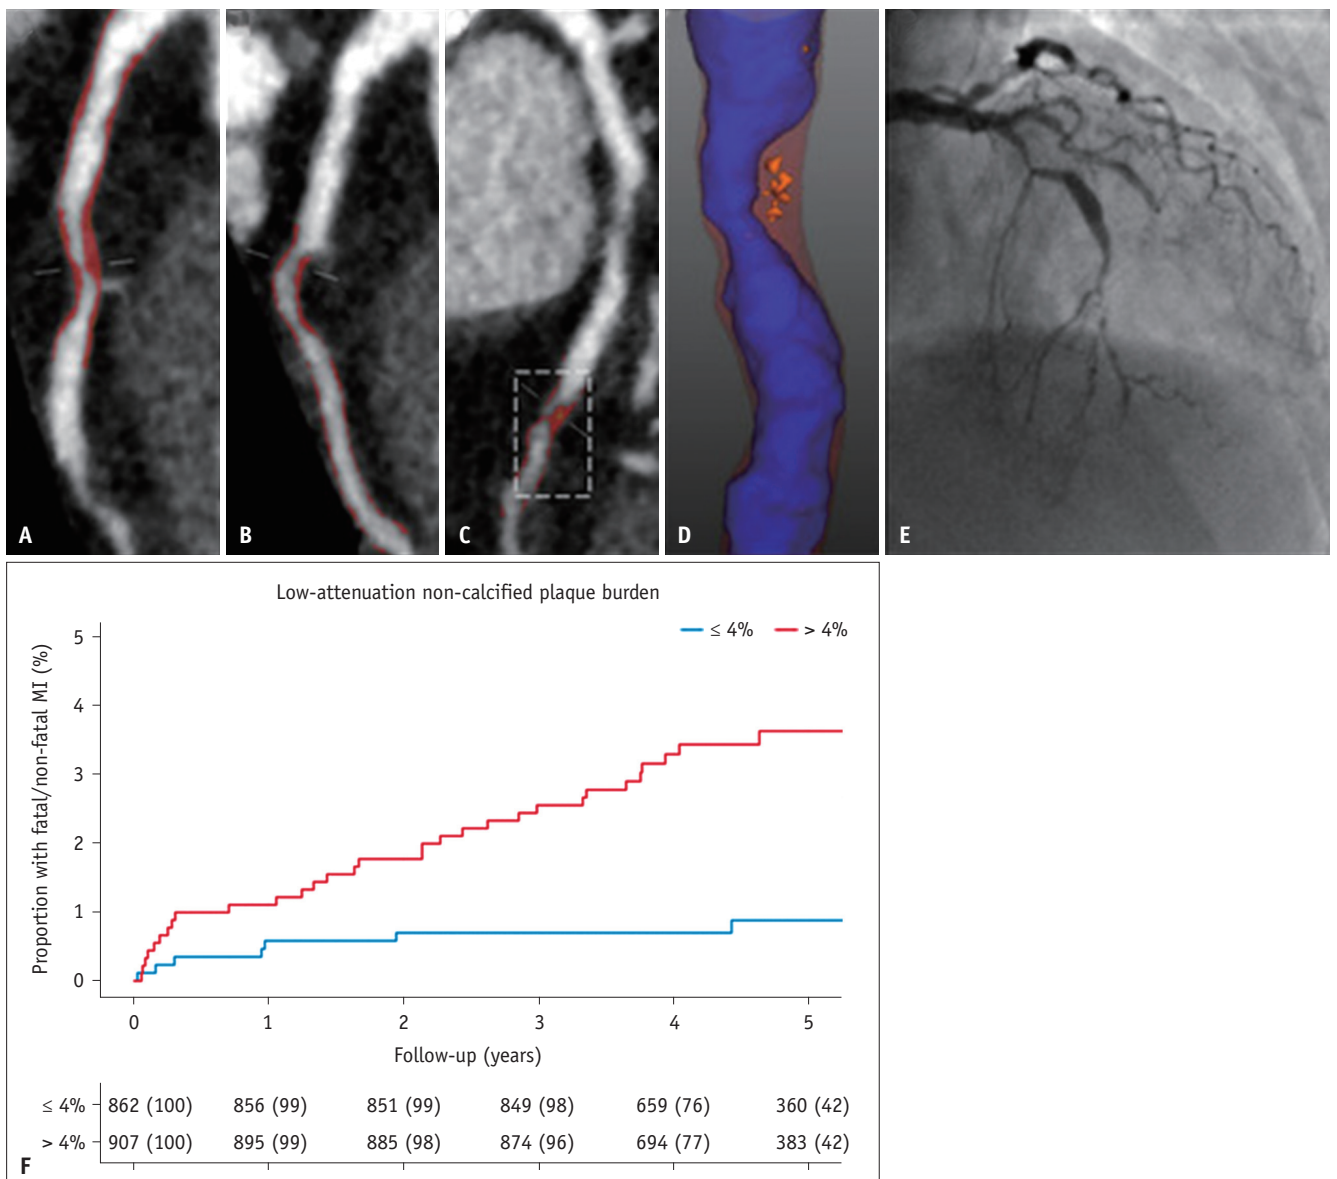 A B C D E
Low-attenuation non-calcified plaque burden
≤ 4% > 4%
Proportion with fatal/non-fatal MI (%)
5
4
3
2
1
0
0 1 2 3 4 5
Follow-up (years)
≤ 4% 862 (100) 856 (99) 851 (99) 849 (98) 659 (76) 360 (42)
> 4% 907 (100) 895 (99) 885 (98) 874 (96) 694 (77) 383 (42)
F